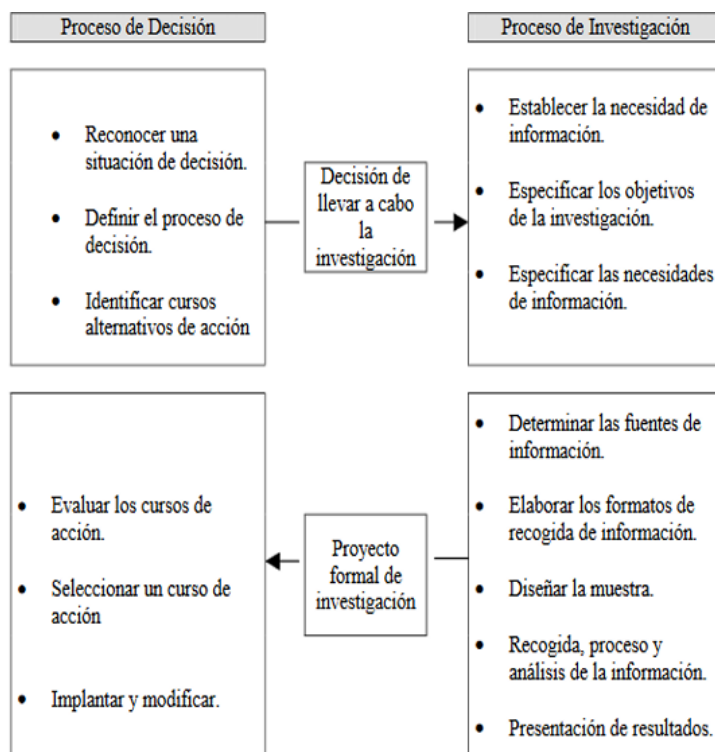 Proceso de Decisión
Proceso de Investigación
• Reconocer una
situación de decisión.
• Definir el proceso de
decisión.
• Identificar cursos
alternativos de acción
Decisión de
llevar a cabo
la
investigación
• Establecer la necesidad de
información.
• Especificar los objetivos
de la investigación.
• Especificar las necesidades
de información.
• Evaluar los cursos de
acción.
• Seleccionar un curso de
acción
• Implantar y modificar.
Proyecto
formal de
investigación
• Determinar las fuentes de
información.
• Elaborar los formatos de
recogida de información.
• Diseñar la muestra.
• Recogida, proceso y
análisis de la información.
• Presentación de resultados.